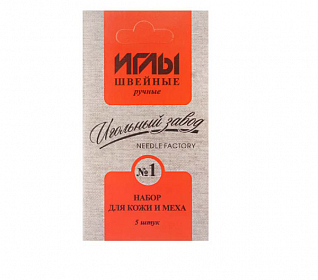 ИГЛЫ
ШВЕЙНЫЕ
ручные
Игольный завод
NEEDLE FACTORY
№1
НАБОР
ДЛЯ КОЖИ И МЕХА
5 штук